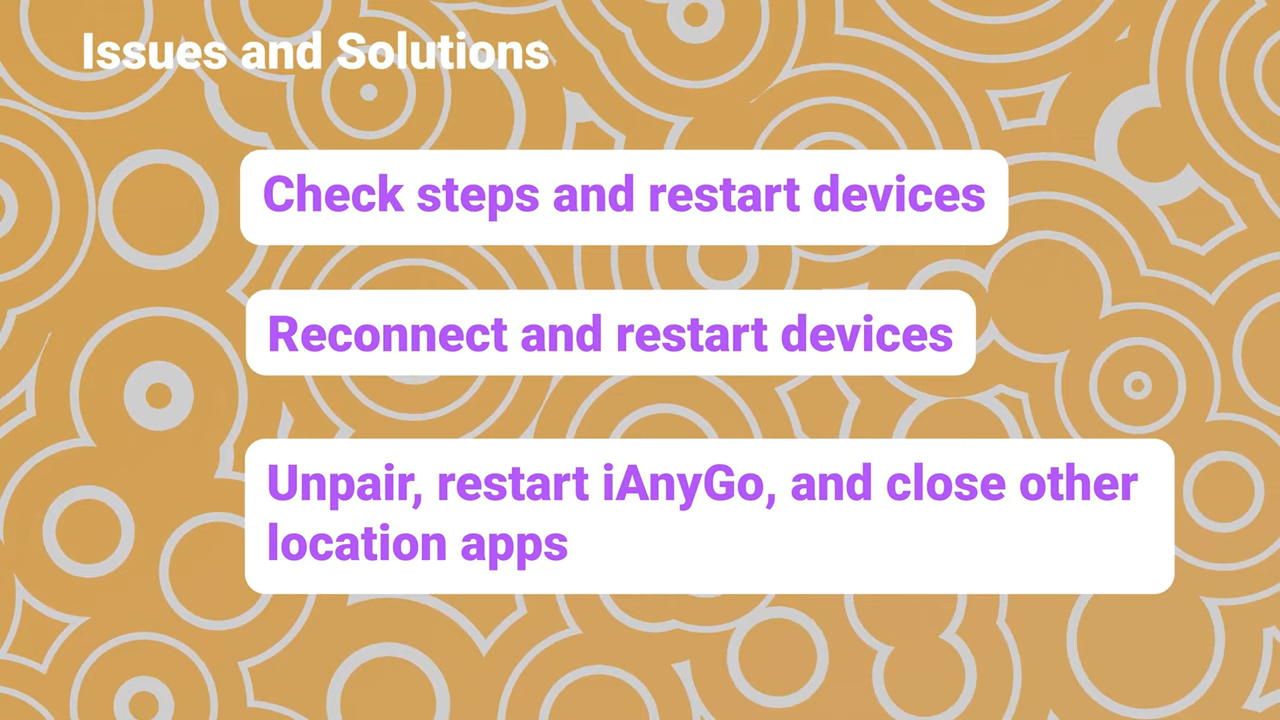 Issues and Solutions
Check steps and restart devices
Reconnect and restart devices
Unpair, restart iAnyGo, and close other
location apps